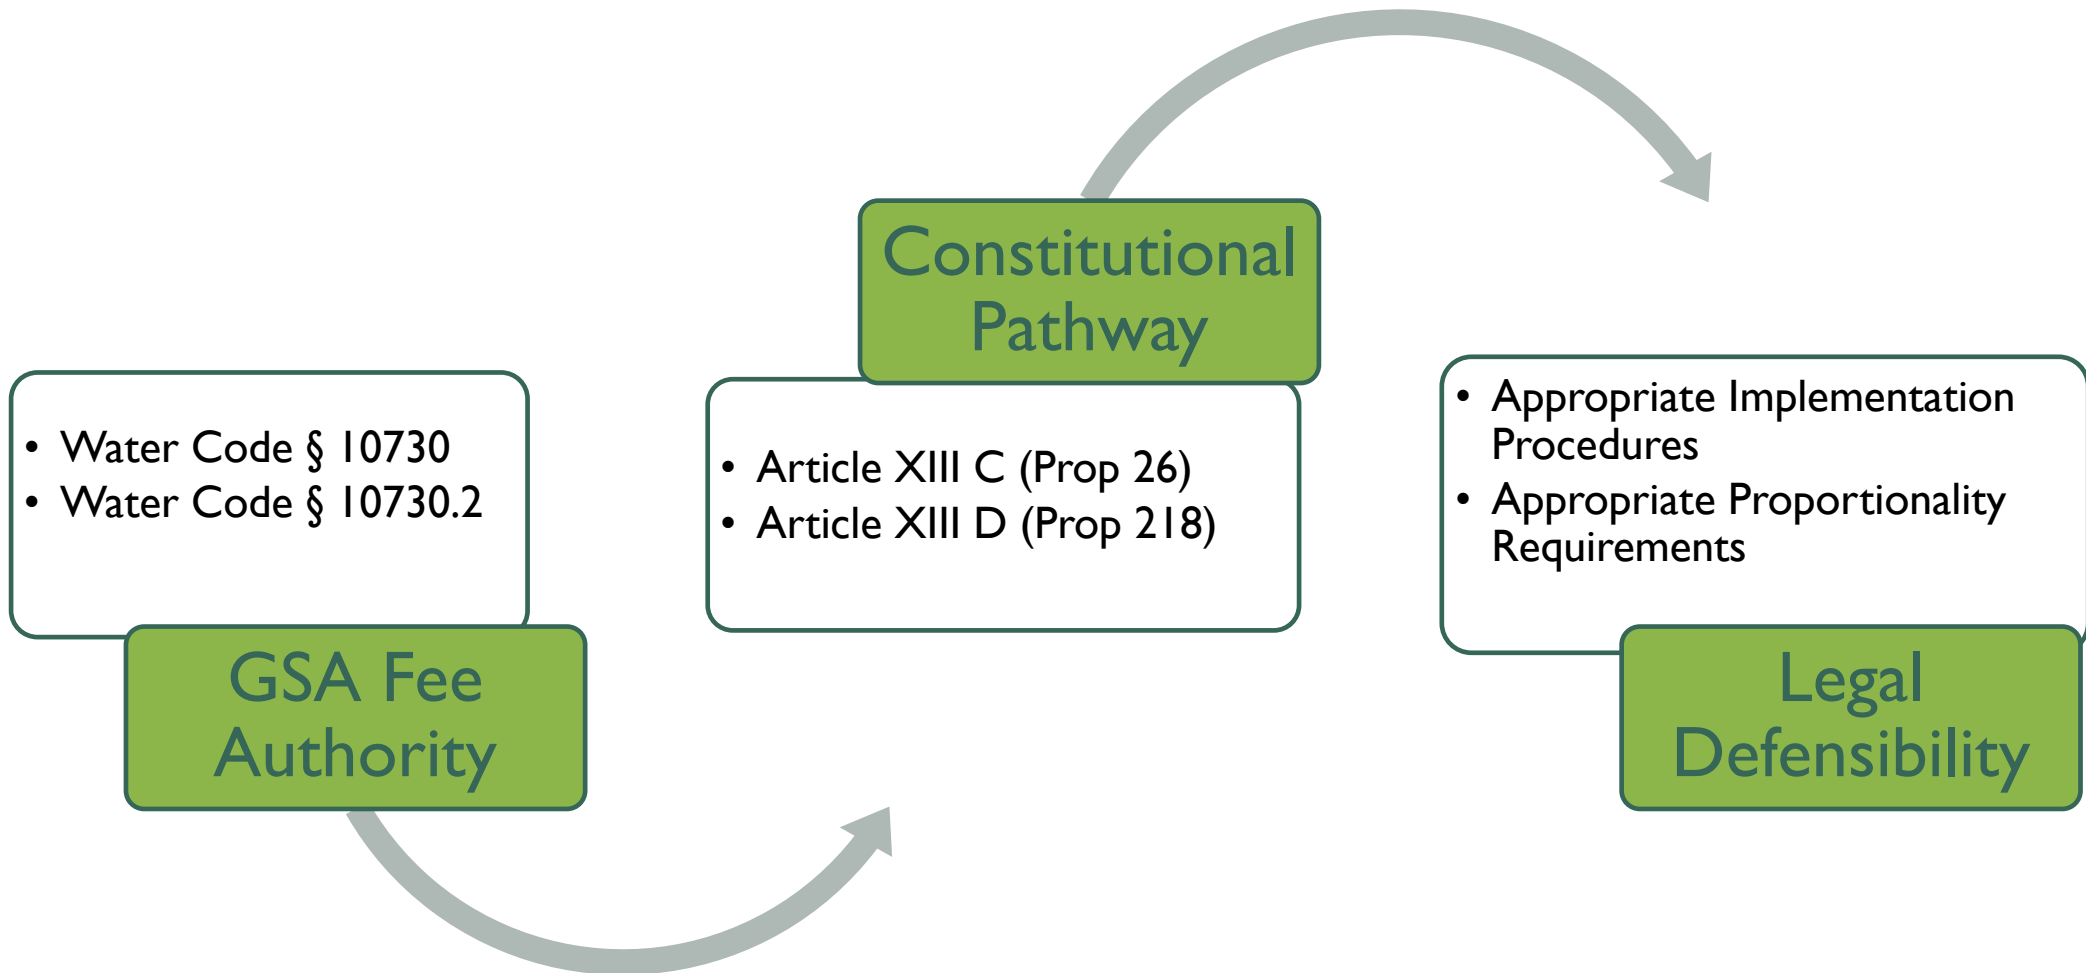 • Water Code § 10730
• Water Code § 10730.2
GSA Fee
Authority
Constitutional
Pathway
• Article XIII C (Prop 26)
• Article XIII D (Prop 218)
• Appropriate Implementation
Procedures
• Appropriate Proportionality
Requirements
Legal
Defensibility